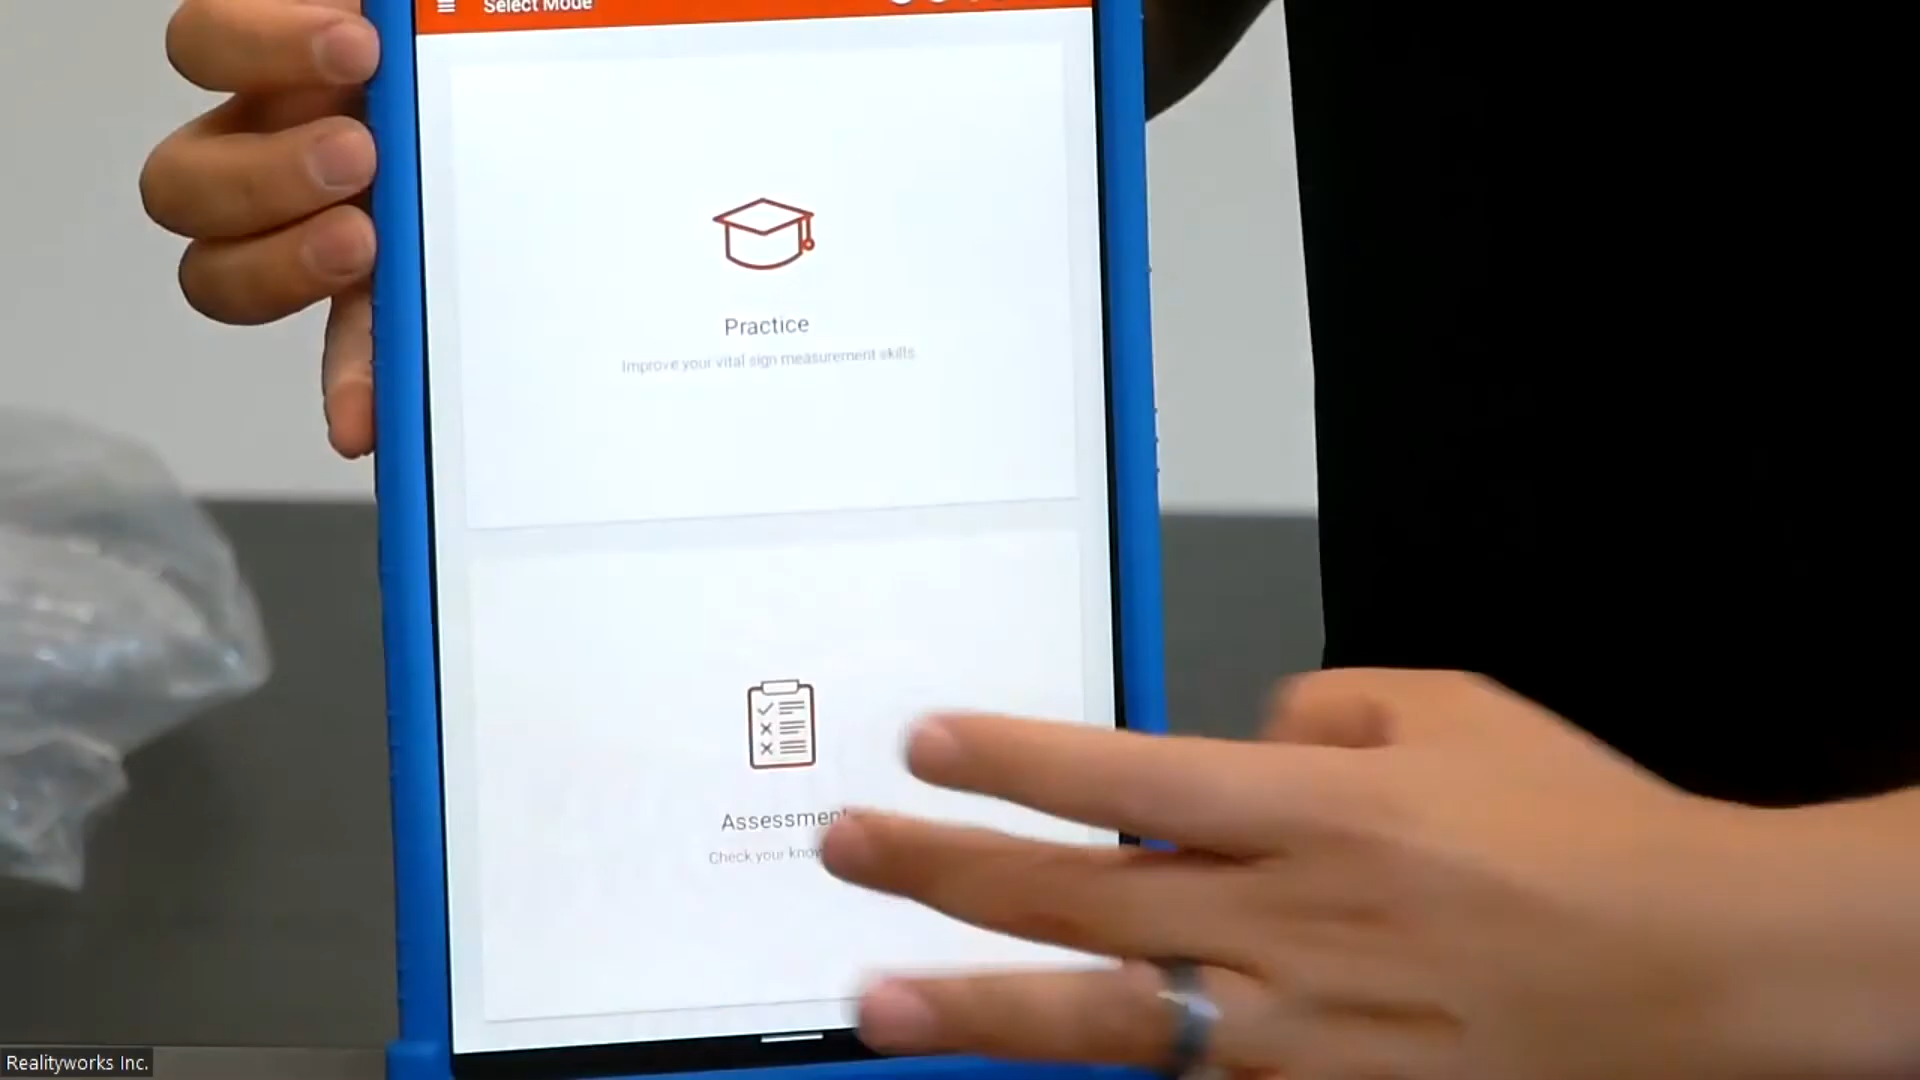 Select Mode
Practice
Improve your vital sign measurement skills.
Assessment
Check your
Realityworks Inc.